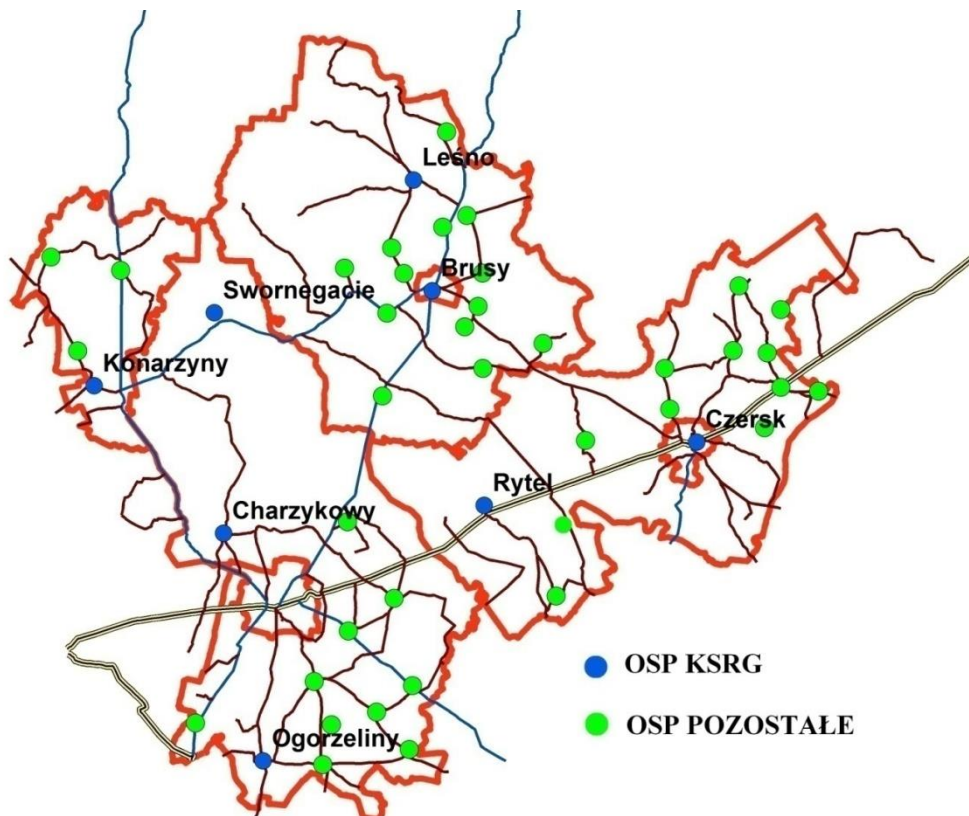 Leśno
Brusy
Swornegacie
Konarzyny
Czersk
Rytel
Charzykowy
OSP KSRG
OSP POZOSTAŁE
Ogorzeliny